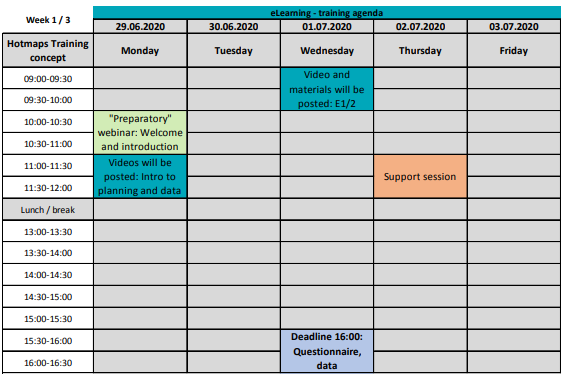 Week 1 / 3
eLearning - training agenda
29.06.2020 30.06.2020 01.07.2020 02.07.2020 03.07.2020
Hotmaps Training
concept
Monday Tuesday Wednesday Thursday Friday
09:00-09:30
09:30-10:00
Video and
materials will be
posted: E1/2
10:00-10:30
10:30-11:00
"Preparatory"
webinar: Welcome
and introduction
11:00-11:30
11:30-12:00
Videos will be
posted: Intro to
planning and data
Support session
Lunch / break
13:00-13:30
13:30-14:00
14:00-14:30
14:30-15:00
15:00-15:30
15:30-16:00
16:00-16:30
Deadline 16:00:
Questionnaire,
data